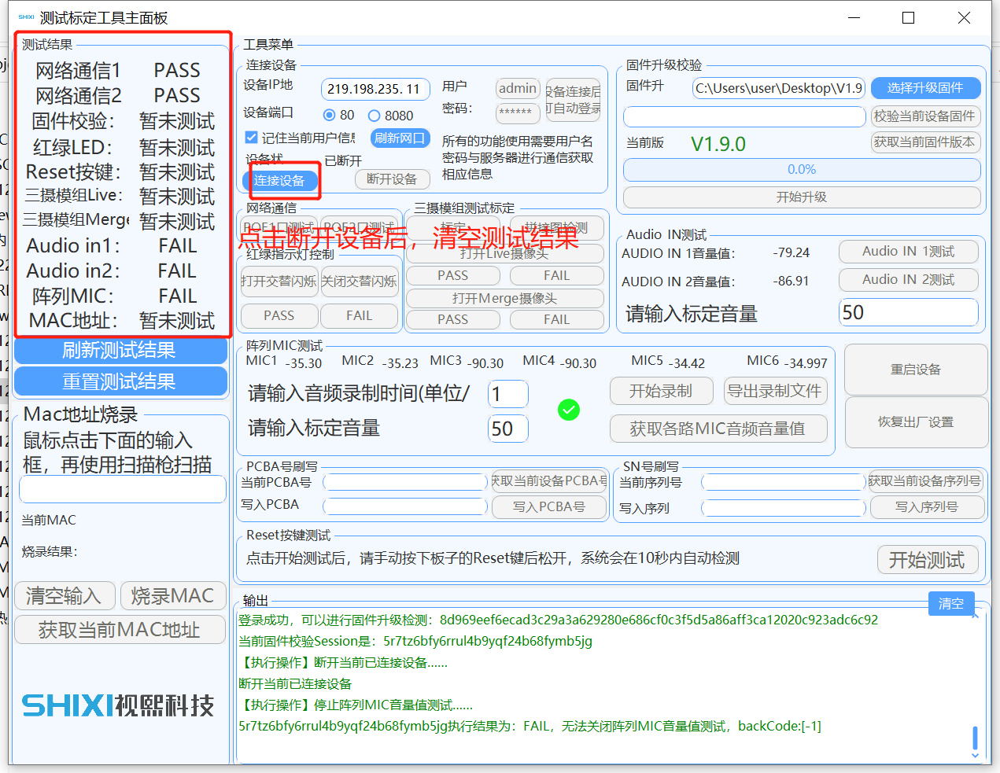 SHIXI 测试标定工具主面板
测试结果
网络通信1 PASS
网络通信2 PASS
固件校验: 暂未测试
红绿LED: 暂未测试
Reset按键: 暂未测试
三摄模组Live: 暂未测试
三摄模组Merge 暂未测试
Audio in1: FAIL
Audio in2: FAIL
阵列MIC: FAIL
MAC地址: 暂未测试
刷新测试结果
重置测试结果
Mac地址烧录
鼠标点击下面的输入
框，再使用扫描枪扫描
当前MAC
烧录结果:
清空输入 烧录MAC
获取当前MAC地址
SHIXI视熙科技
工具菜单
连接设备
设备IP地 219.198.235.11 用户 admin 设备连接后
可自动登录
设备端口 80 8080 密码: ******
记住当前用户信息 刷新网口
所有的功能使用需要用户名
密码与服务器进行通信获取
相应信息
设备状 已断开
连接设备 断开设备
固件升级校验
固件升 C:\Users\user\Desktop\V1.9 选择升级固件
校验当前设备固件
当前版 V1.9.0 获取当前固件版本
0.0%
开始升级
网络通信
POE1口测试 POE2口测试
点击断开设备后，清空测试结果
红绿指示灯控制
打开交替闪烁 关闭交替闪烁
PASS FAIL
三摄模组测试标定
标定 拼接图检测
打开Live摄像头
PASS FAIL
打开Merge摄像头
PASS FAIL
Audio IN测试
AUDIO IN 1音量值: -79.24 Audio IN 1测试
AUDIO IN 2音量值: -86.91 Audio IN 2测试
请输入标定音量 50
阵列MIC测试
MIC1 -35.30 MIC2 -35.23 MIC3 -90.30 MIC4 -90.30 MIC5 -34.42 MIC6 -34.997
请输入音频录制时间(单位/ 1 开始录制 导出录制文件
请输入标定音量 50 获取各路MIC音频音量值
重启设备
恢复出厂设置
PCBA号刷写
当前PCBA号 获取当前设备PCBA号
写入PCBA 写入PCBA号
SN号刷写
当前序列号 获取当前设备序列号
写入序列 写入序列号
Reset按键测试
点击开始测试后，请手动按下板子的Reset键后松开，系统会在10秒内自动检测 开始测试
输出 清空
登录成功，可以进行固件升级检测：8d969eef6ecad3c29a3a629280e686cf0c3f5d5a86aff3ca12020c923adc6c92
当前固件校验Session是：5r7tz6bfy6rrul4b9yqf24b68fymb5jg
【执行操作】断开当前已连接设备......
断开当前已连接设备
【执行操作】停止阵列MIC音量值测试......
5r7tz6bfy6rrul4b9yqf24b68fymb5jg执行结果为：FAIL，无法关闭阵列MIC音量值测试，backCode:[-1]